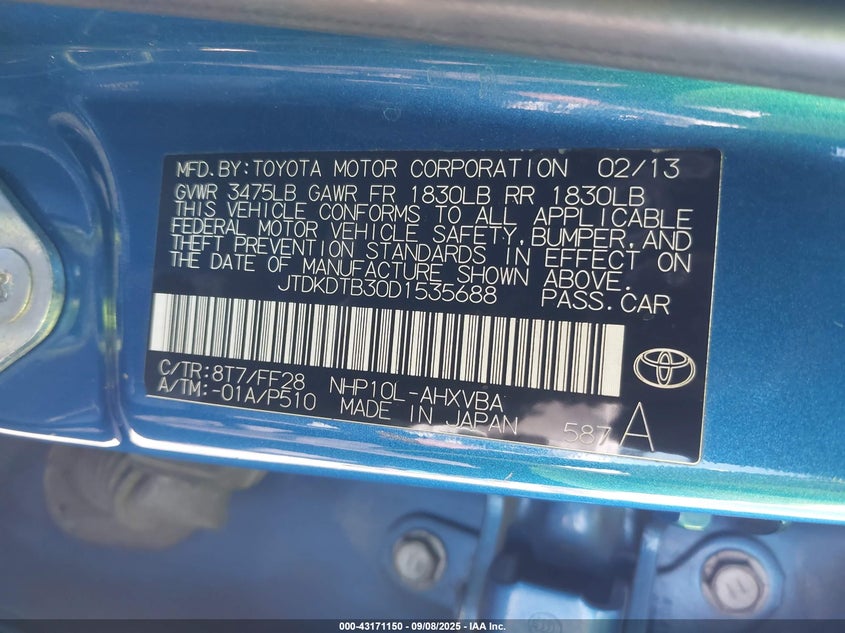 MFD.BY:TOYOTA MOTOR CORPORATION 02/13
GVWR 3475LB GAWR FR 1830LB RR 1830LB
THIS VEHICLE CONFORMS TO ALL APPLICABLE
FEDERAL MOTOR VEHICLE SAFETY,BUMPER,AND
THEFT PREVENTION STANDARDS IN EFFECT ON
THE DATE OF MANUFACTURE SHOWN ABOVE.
JTDKDTB30D1535688 PASS.CAR
C/TR:8T7/FF28 NHP10L-AHXVBA
A/TM:-01A/P510 MADE IN JAPAN 587 A
000-43171150 - 09/08/2025 - IAA Inc.